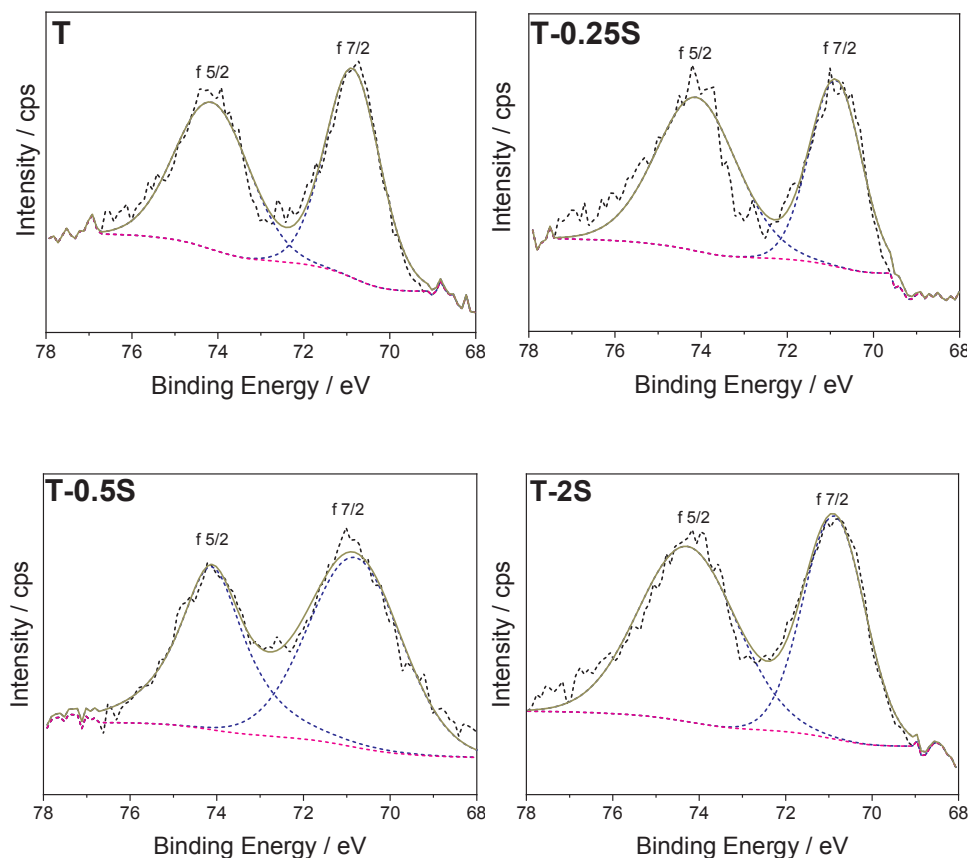 T
f 5/2
f 7/2
Intensity / cps
78 76 74 72 70 68
Binding Energy / eV
T-0.25S
f 5/2
f 7/2
Intensity / cps
78 76 74 72 70 68
Binding Energy / eV
T-0.5S
f 5/2
f 7/2
Intensity / cps
78 76 74 72 70 68
Binding Energy / eV
T-2S
f 5/2
f 7/2
Intensity / cps
78 76 74 72 70 68
Binding Energy / eV